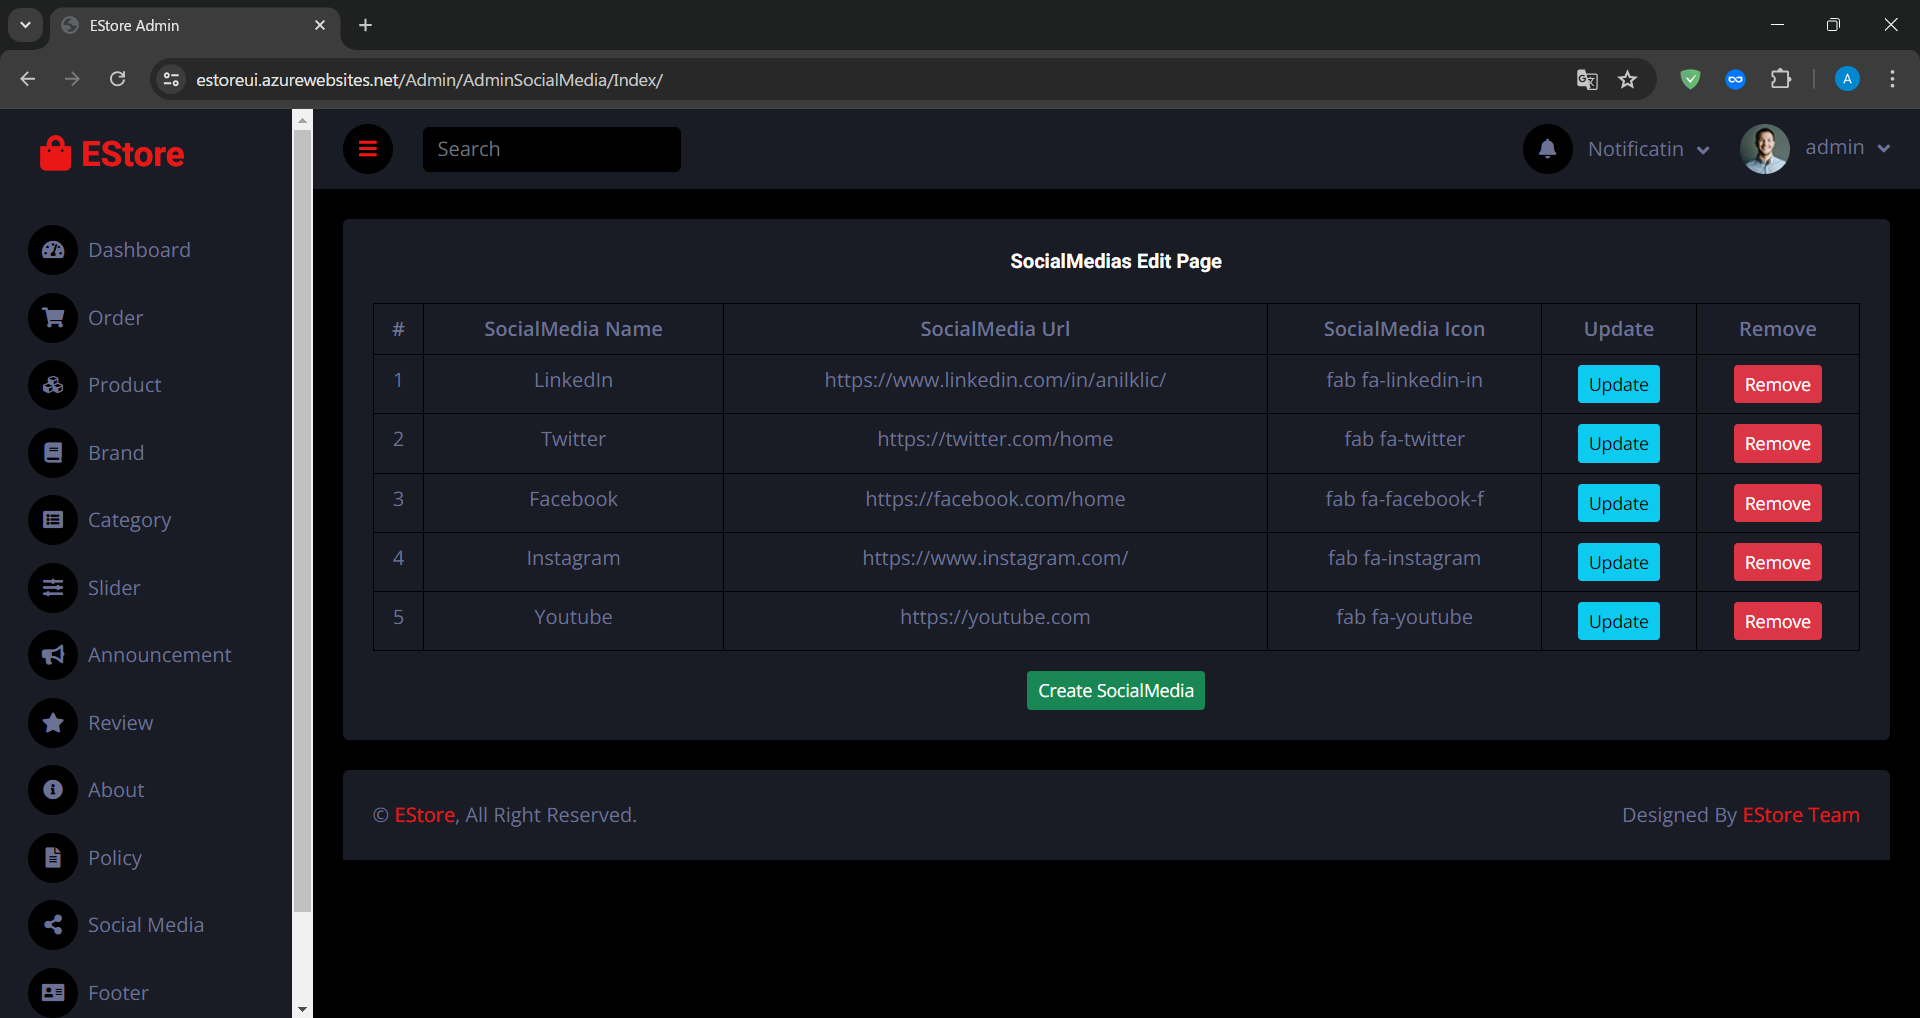 EStore Admin
estoreui.azurewebsites.net/Admin/AdminSocialMedia/Index/
A
EStore
Search
Notificatin
admin
Dashboard
Order
Product
Brand
Category
Slider
Announcement
Review
About
Policy
Social Media
Footer
SocialMedias Edit Page
# SocialMedia Name SocialMedia Url SocialMedia Icon Update Remove
1 LinkedIn https://www.linkedin.com/in/anilklic/ fab fa-linkedin-in Update Remove
2 Twitter https://twitter.com/home fab fa-twitter Update Remove
3 Facebook https://facebook.com/home fab fa-facebook-f Update Remove
4 Instagram https://www.instagram.com/ fab fa-instagram Update Remove
5 Youtube https://youtube.com fab fa-youtube Update Remove
Create SocialMedia
© EStore, All Right Reserved.
Designed By EStore Team